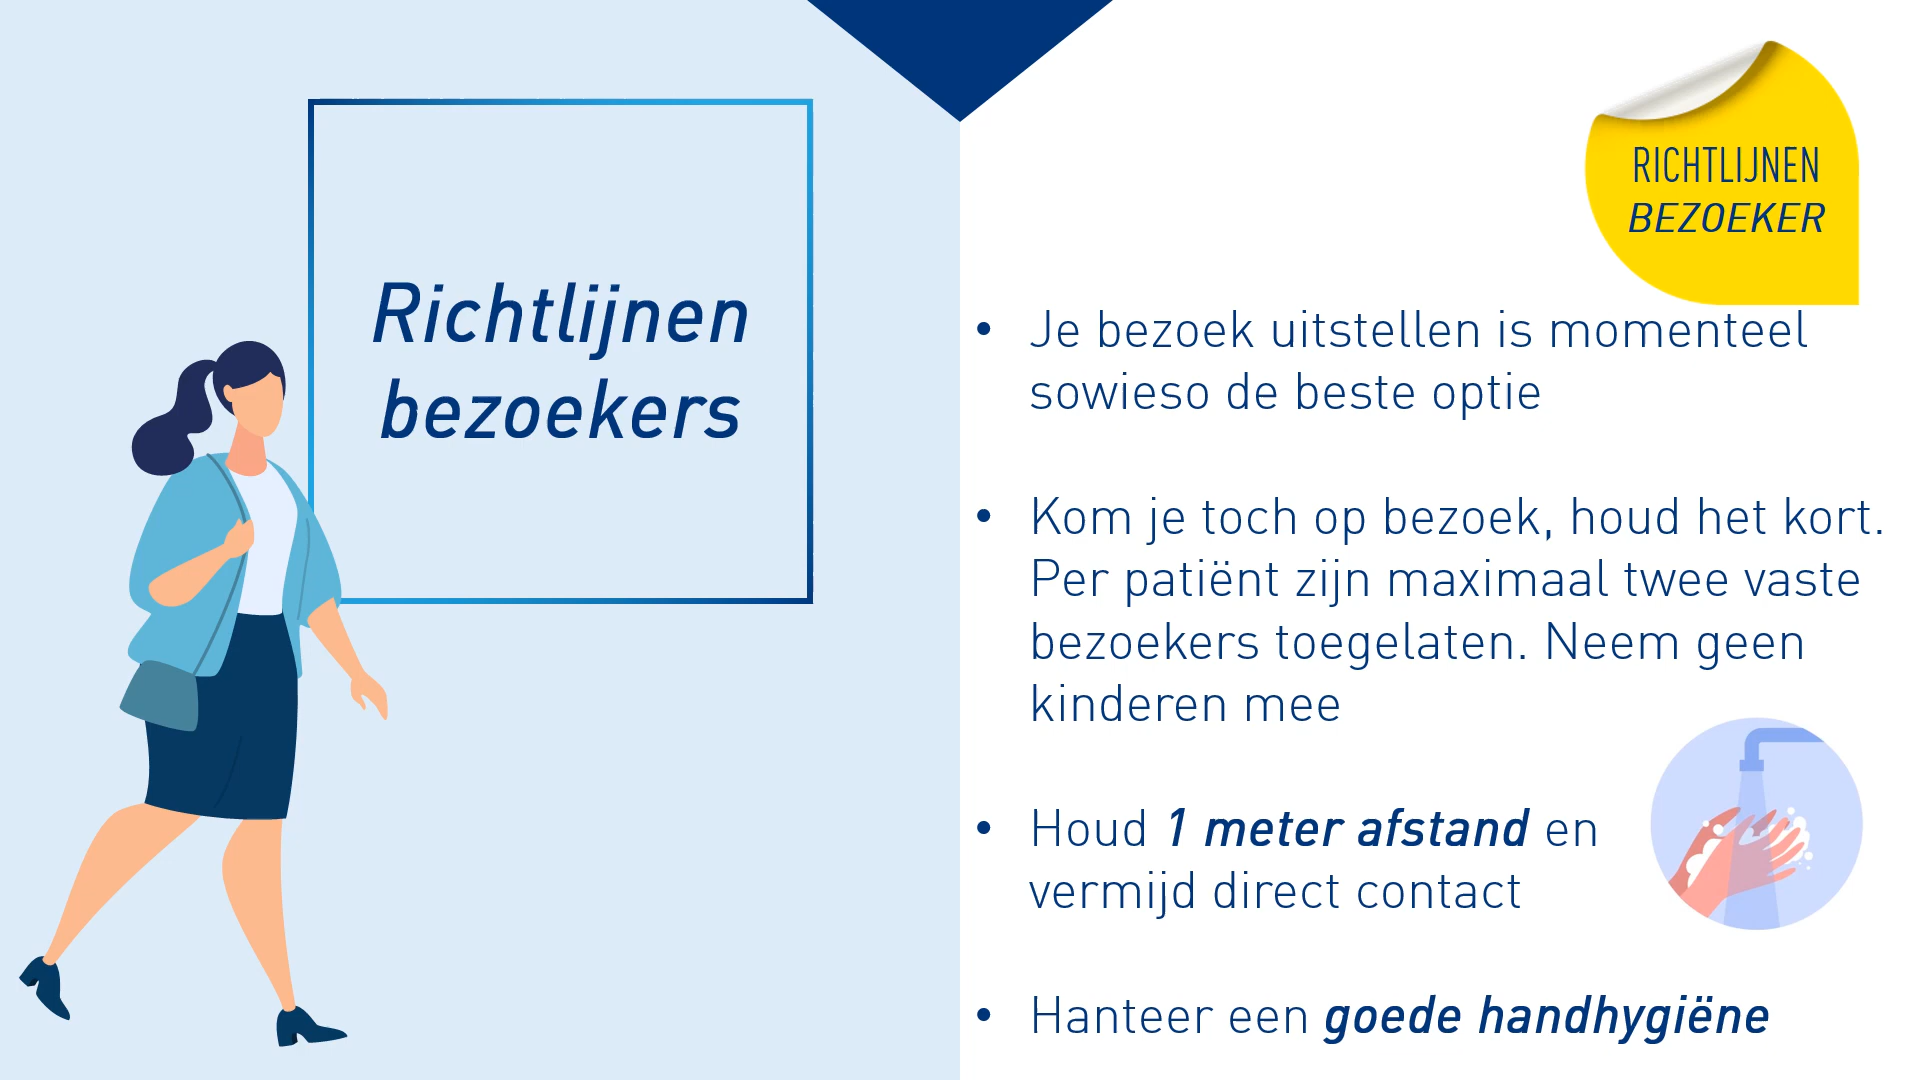 Richtlijnen
bezoekers
RICHTLIJNEN
BEZOEKER
• Je bezoek uitstellen is momenteel
sowieso de beste optie
• Kom je toch op bezoek, houd het kort.
Per patiënt zijn maximaal twee vaste
bezoekers toegelaten. Neem geen
kinderen mee
• Houd 1 meter afstand en
vermijd direct contact
• Hanteer een goede handhygiëne